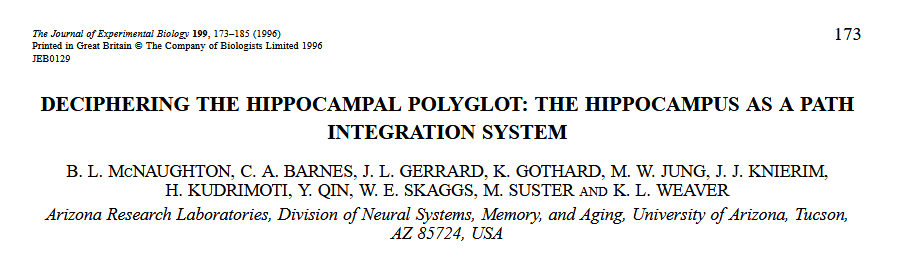 The Journal of Experimental Biology 199, 173–185 (1996)
Printed in Great Britain © The Company of Biologists Limited 1996
JEB0129
173
DECIPHERING THE HIPPOCAMPAL POLYGLOT: THE HIPPOCAMPUS AS A PATH
INTEGRATION SYSTEM
B. L. MCNAUGHTON, C. A. BARNES, J. L. GERRARD, K. GOTHARD, M. W. JUNG, J. J. KNIERIM,
H. KUDRIMOTI, Y. QIN, W. E. SKAGGS, M. SUSTER AND K. L. WEAVER
Arizona Research Laboratories, Division of Neural Systems, Memory, and Aging, University of Arizona, Tucson,
AZ 85724, USA